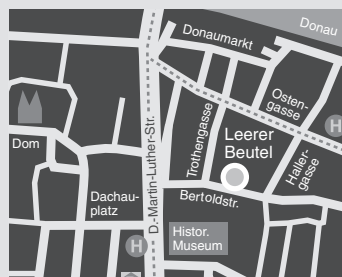 Donau
Donaumarkt
Osten-
gasse
H
Leerer
Beutel
Trothengasse
Haller-
gasse
Dom
D.-Martin-Luther-Str.
Dachau-
platz
Bertoldstr.
Histor.
Museum
H